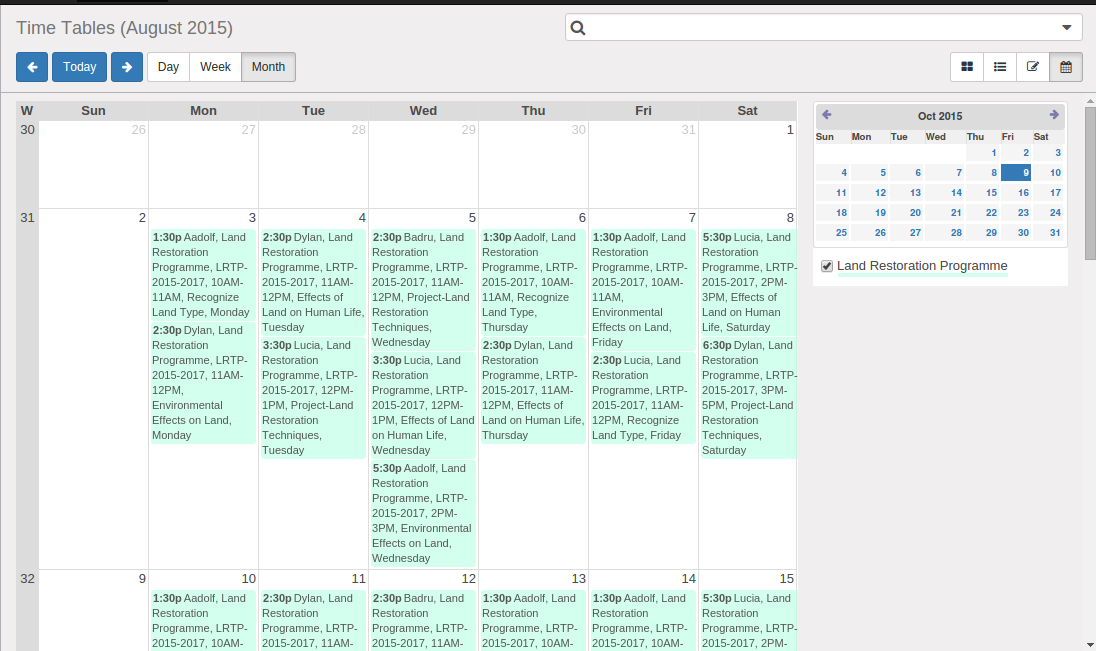 Time Tables (August 2015)
Today
Day Week Month
W Sun Mon Tue Wed Thu Fri Sat
30 26 27 28 29 30 31 1
31 2 3 4 5 6 7 8
1:30p Aadolf, Land
Restoration
Programme, LRTP-
2015-2017, 10AM-
11AM, Recognize
Land Type, Monday
2:30p Dylan, Land
Restoration
Programme, LRTP-
2015-2017, 11AM-
12PM,
Environmental
Effects on Land,
Monday
2:30p Dylan, Land
Restoration
Programme, LRTP-
2015-2017, 11AM-
12PM, Effects of
Land on Human Life,
Tuesday
3:30p Lucia, Land
Restoration
Programme, LRTP-
2015-2017, 12PM-
1PM, Project-Land
Restoration
Techniques,
Tuesday
2:30p Badru, Land
Restoration
Programme, LRTP-
2015-2017, 11AM-
12PM, Project-Land
Restoration
Techniques,
Wednesday
3:30p Lucia, Land
Restoration
Programme, LRTP-
2015-2017, 12PM-
1PM, Effects of Land
on Human Life,
Wednesday
5:30p Aadolf, Land
Restoration
Programme, LRTP-
2015-2017, 2PM-
3PM, Environmental
Effects on Land,
Wednesday
1:30p Aadolf, Land
Restoration
Programme, LRTP-
2015-2017, 10AM-
11AM, Recognize
Land Type,
Thursday
2:30p Dylan, Land
Restoration
Programme, LRTP-
2015-2017, 11AM-
12PM, Effects of
Land on Human Life,
Thursday
1:30p Aadolf, Land
Restoration
Programme, LRTP-
2015-2017, 10AM-
11AM,
Environmental
Effects on Land,
Friday
2:30p Lucia, Land
Restoration
Programme, LRTP-
2015-2017, 11AM-
12PM, Recognize
Land Type, Friday
5:30p Lucia, Land
Restoration
Programme, LRTP-
2015-2017, 2PM-
3PM, Effects of
Land on Human
Life, Saturday
6:30p Dylan, Land
Restoration
Programme, LRTP-
2015-2017, 3PM-
5PM, Project-Land
Restoration
Techniques,
Saturday
32 9 10 11 12 13 14 15
1:30p Aadolf, Land
Restoration
Programme, LRTP-
2015-2017, 10AM-
2:30p Dylan, Land
Restoration
Programme, LRTP-
2015-2017, 11AM-
2:30p Badru, Land
Restoration
Programme, LRTP-
2015-2017, 11AM-
1:30p Aadolf, Land
Restoration
Programme, LRTP-
2015-2017, 10AM-
1:30p Aadolf, Land
Restoration
Programme, LRTP-
2015-2017, 10AM-
5:30p Lucia, Land
Restoration
Programme, LRTP-
2015-2017, 2PM-
Oct 2015
Sun Mon Tue Wed Thu Fri Sat
1 2 3
4 5 6 7 8 9 10
11 12 13 14 15 16 17
18 19 20 21 22 23 24
25 26 27 28 29 30 31
Land Restoration Programme